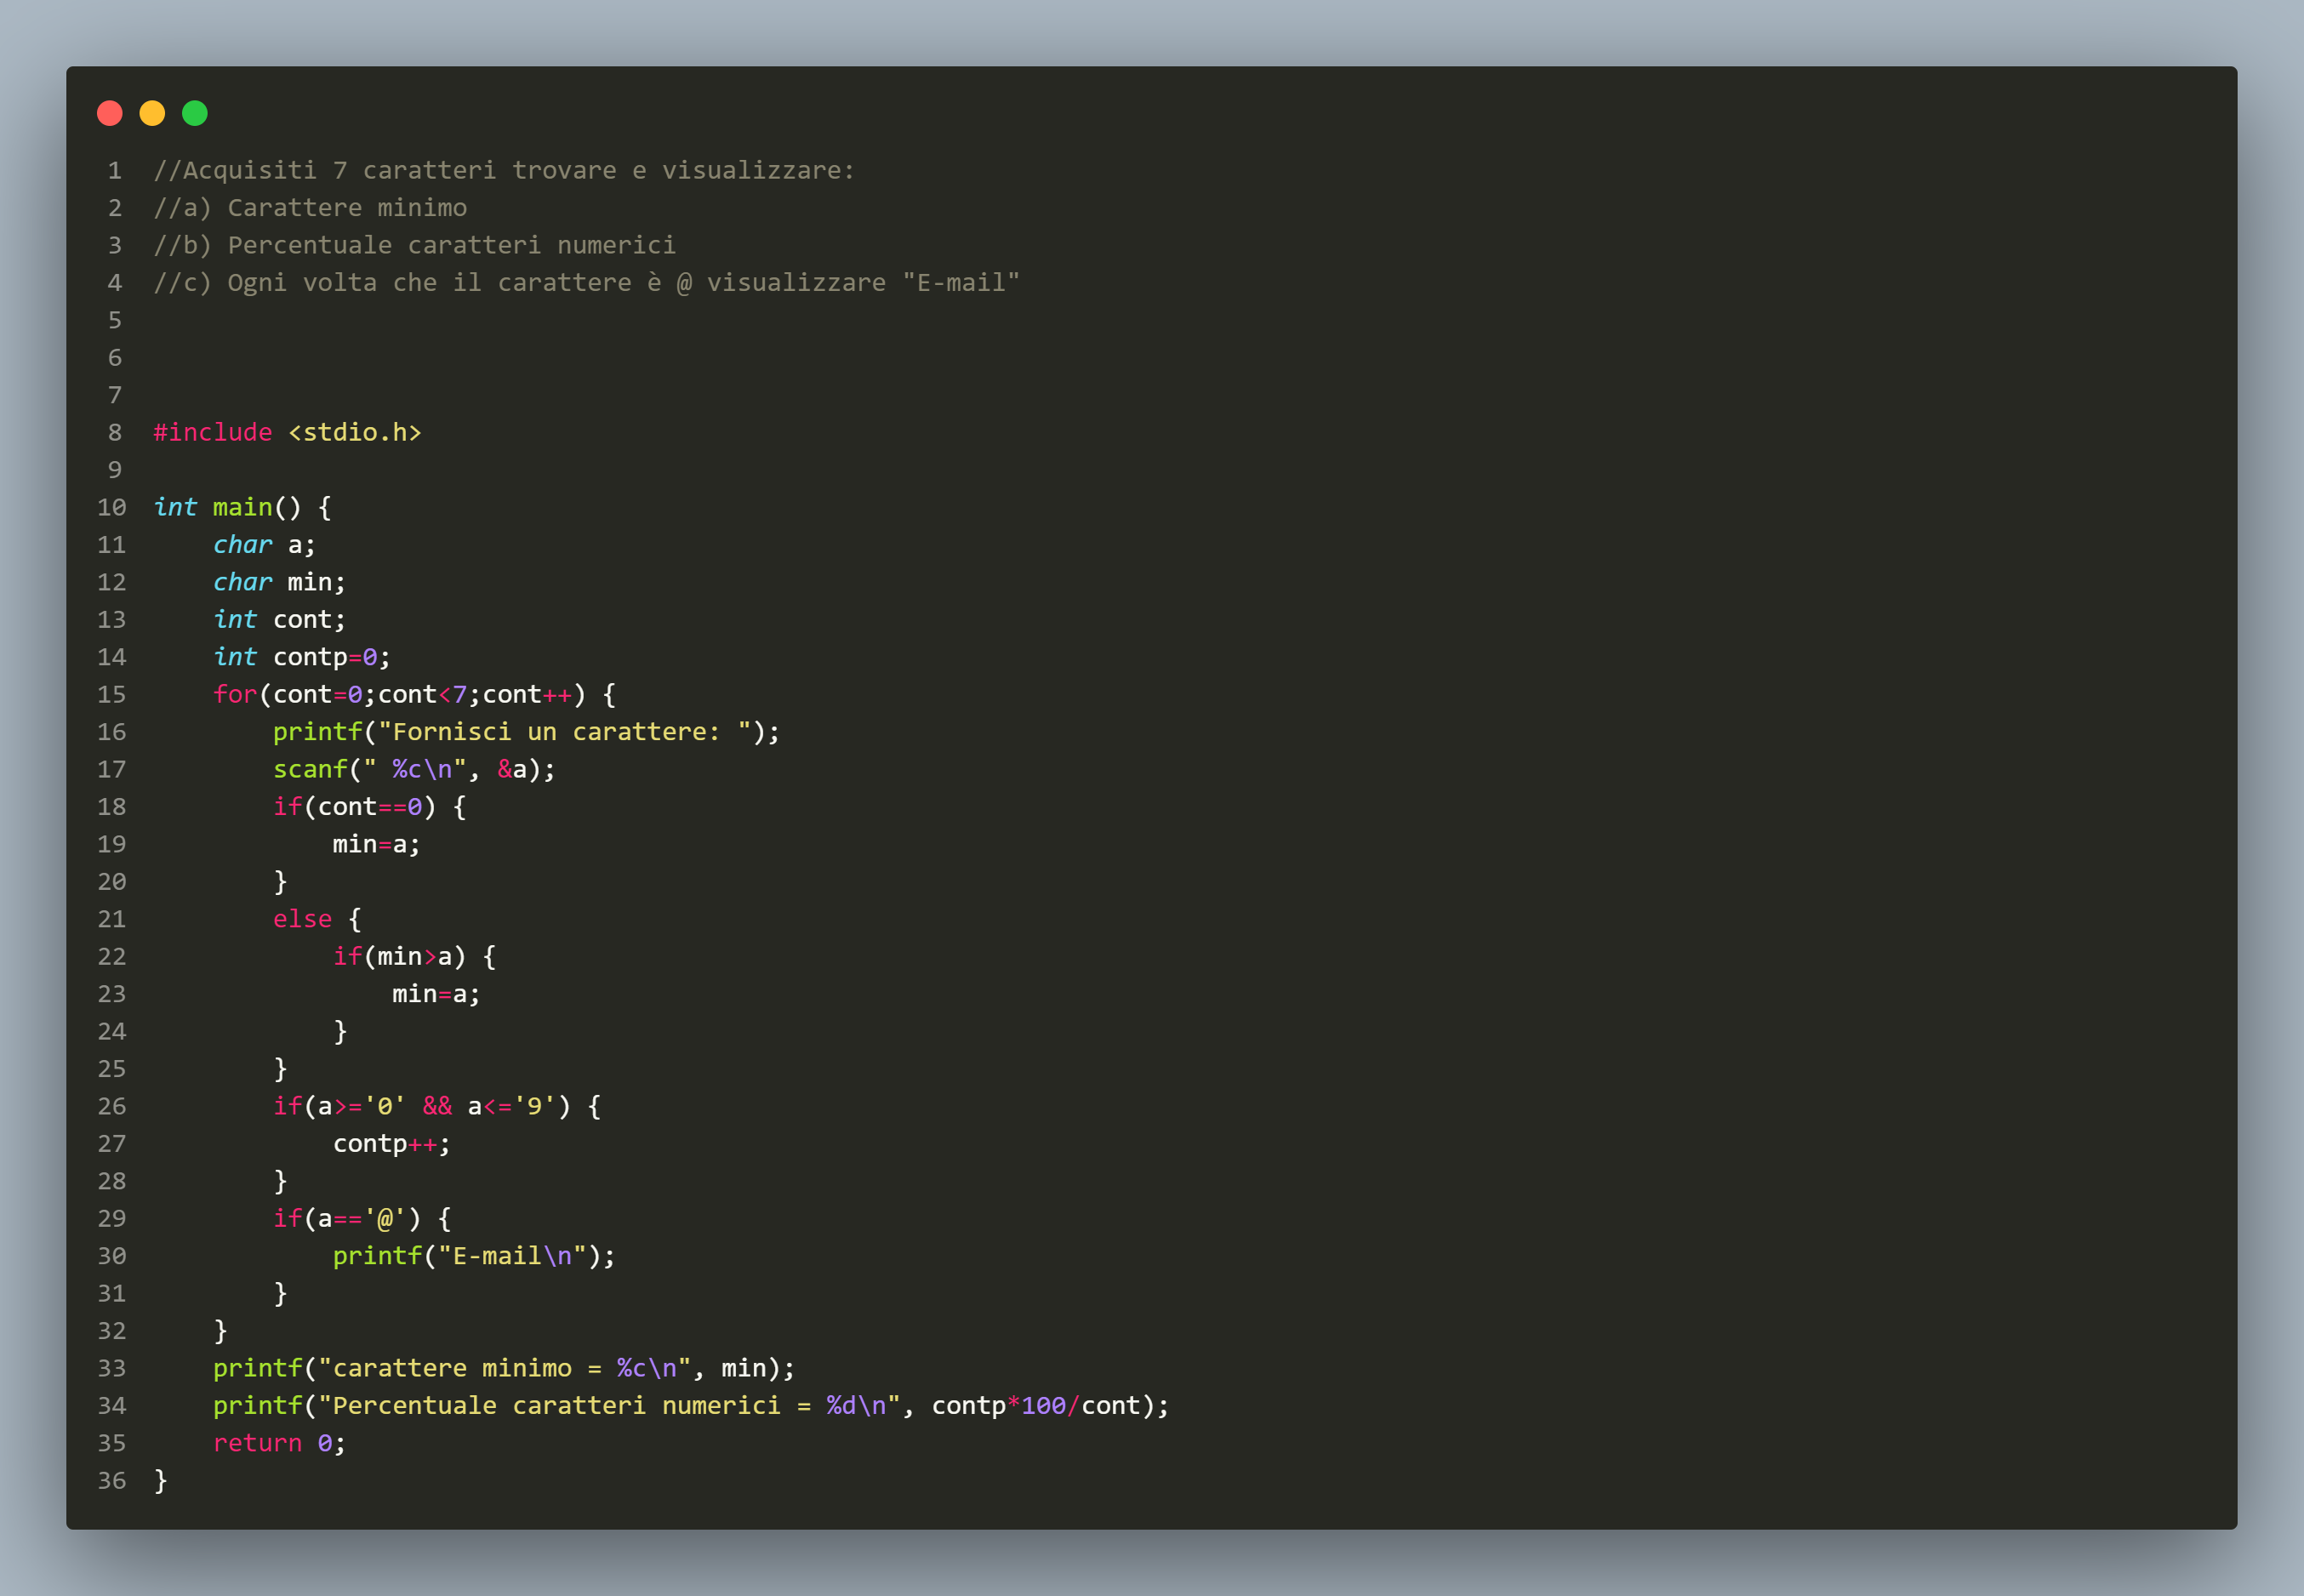 1 //Acquisiti 7 caratteri trovare e visualizzare:
2 //a) Carattere minimo
3 //b) Percentuale caratteri numerici
4 //c) Ogni volta che il carattere è @ visualizzare "E-mail"
5
6
7
8 #include <stdio.h>
9
10 int main() {
11     char a;
12     char min;
13     int cont;
14     int contp=0;
15     for(cont=0;cont<7;cont++) {
16         printf("Fornisci un carattere: ");
17         scanf(" %c\n", &a);
18         if(cont==0) {
19             min=a;
20         }
21         else {
22             if(min>a) {
23                 min=a;
24             }
25         }
26         if(a>='0' && a<='9') {
27             contp++;
28         }
29         if(a=='@') {
30             printf("E-mail\n");
31         }
32     }
33     printf("carattere minimo = %c\n", min);
34     printf("Percentuale caratteri numerici = %d\n", contp*100/cont);
35     return 0;
36 }